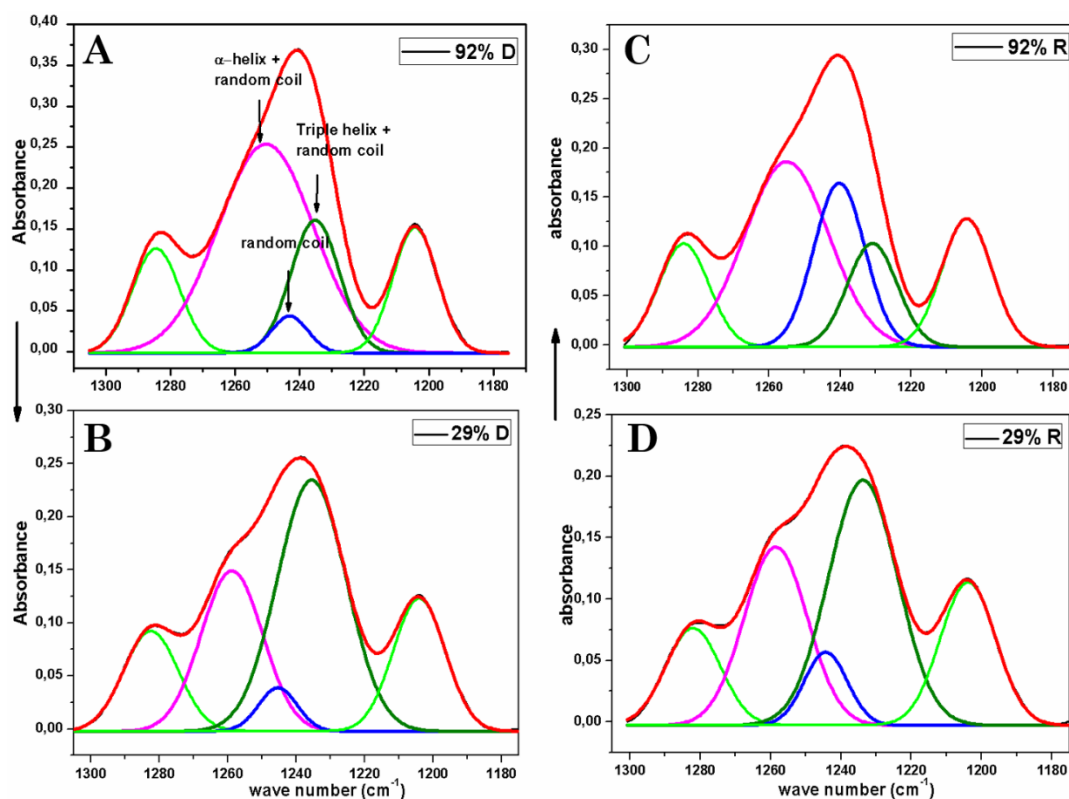 A
92% D
α-helix +
random coil
Triple helix +
random coil
random coil
Absorbance
0,40
0,35
0,30
0,25
0,20
0,15
0,10
0,05
0,00
1300 1280 1260 1240 1220 1200 1180
C
92% R
absorbance
0,30
0,25
0,20
0,15
0,10
0,05
0,00
1300 1280 1260 1240 1220 1200 1180
B
29% D
Absorbance
0,30
0,25
0,20
0,15
0,10
0,05
0,00
1300 1280 1260 1240 1220 1200 1180
wave number (cm⁻¹)
D
29% R
absorbance
0,25
0,20
0,15
0,10
0,05
0,00
1300 1280 1260 1240 1220 1200 1180
wave number (cm⁻¹)